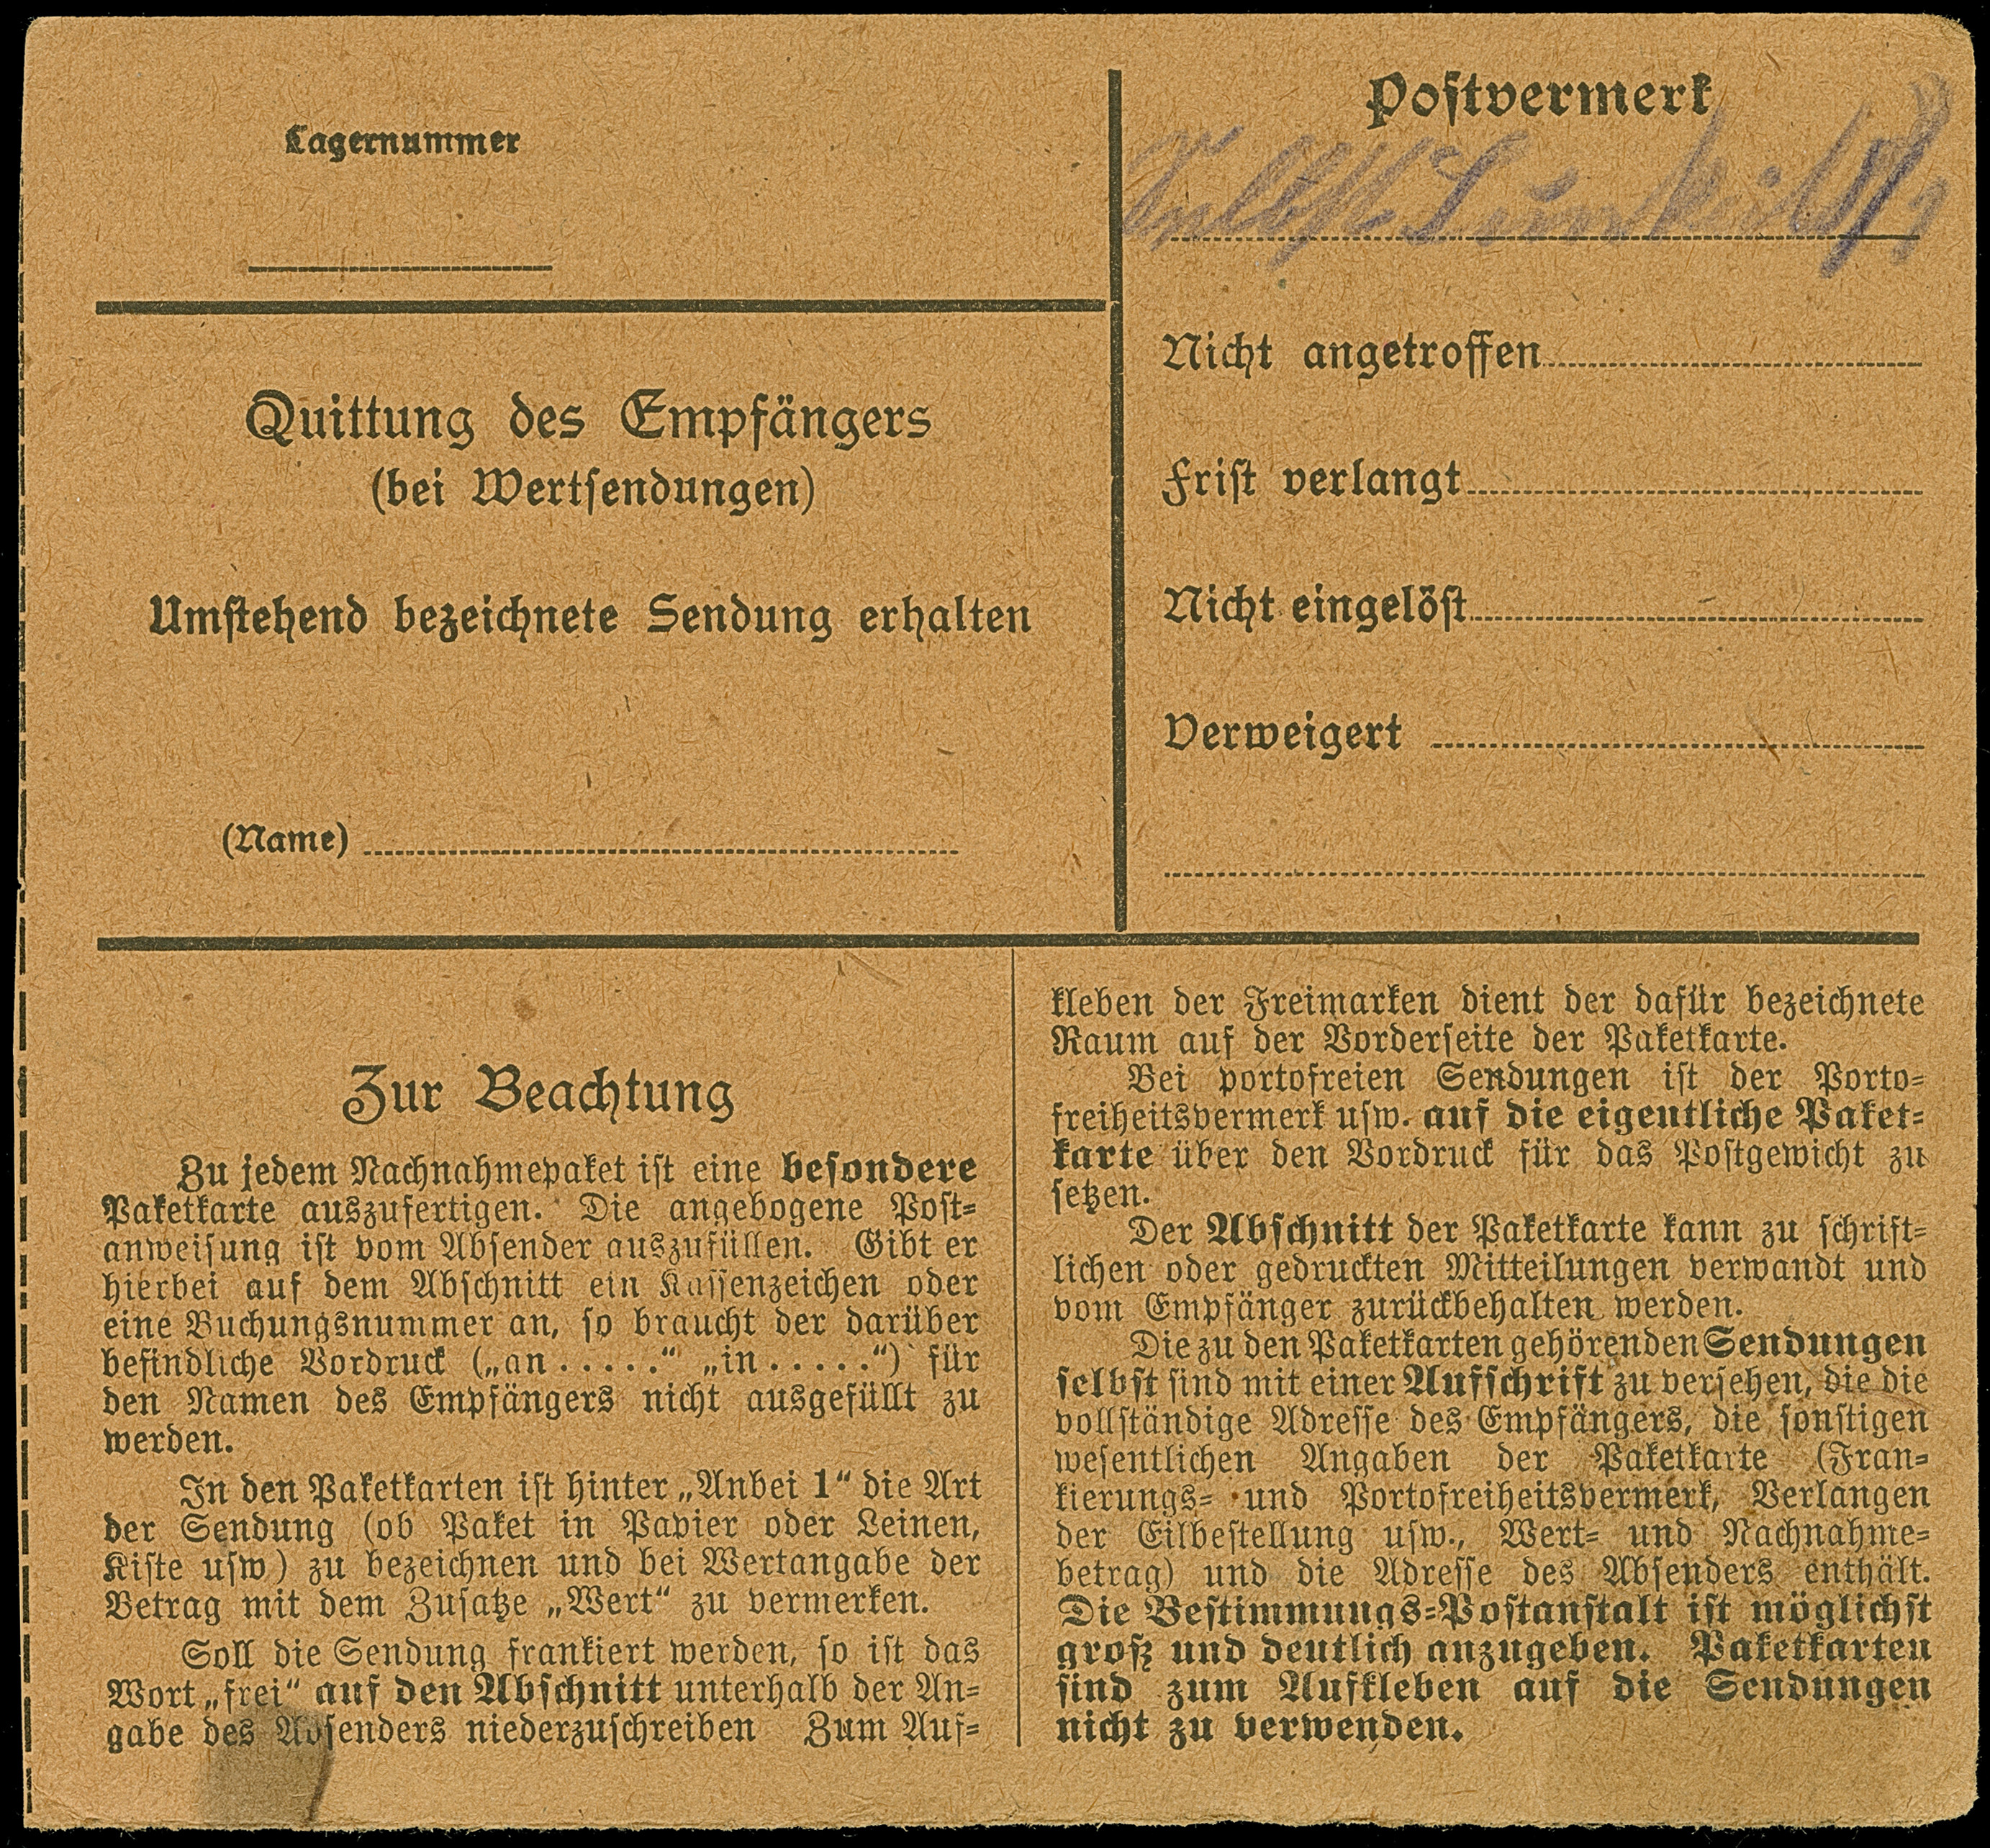 Lagernummer
Quittung des Empfängers
(bei Wertsendungen)
Umstehend bezeichnete Sendung erhalten
(Name)
Postvermerk
Nicht angetroffen
Frist verlangt
Nicht eingelöst
Verweigert
Zur Beachtung
Zu jedem Nachnahmepaket ist eine besondere
Paketkarte auszufertigen. Die angebogene Post-
anweisung ist vom Absender auszufüllen. Gibt er
hierbei auf dem Abschnitt ein Kassenzeichen oder
eine Buchungsnummer an, so braucht der darüber
befindliche Vordruck („an . . . . .“ „in . . . . .“) für
den Namen des Empfängers nicht ausgefüllt zu
werden.
In den Paketkarten ist hinter „Anbei 1“ die Art
der Sendung (ob Paket in Papier oder Leinen,
Kiste usw) zu bezeichnen und bei Wertangabe der
Betrag mit dem Zusatze „Wert“ zu vermerken.
Soll die Sendung frankiert werden, so ist das
Wort „frei“ auf den Abschnitt unterhalb der An-
gabe des Absenders niederzuschreiben Zum Auf-
kleben der Freimarken dient der dafür bezeichnete
Raum auf der Vorderseite der Paketkarte.
Bei portofreien Sendungen ist der Porto-
freiheitsvermerk usw. auf die eigentliche Paket-
karte über den Vordruck für das Postgewicht zu
setzen.
Der Abschnitt der Paketkarte kann zu schrift-
lichen oder gedruckten Mitteilungen verwandt und
vom Empfänger zurückbehalten werden.
Die zu den Paketkarten gehörenden Sendungen
selbst sind mit einer Aufschrift zu versehen, die die
vollständige Adresse des Empfängers, die sonstigen
wesentlichen Angaben der Paketkarte (Fran-
kierungs- und Portofreiheitsvermerk, Verlangen
der Eilbestellung usw., Wert- und Nachnahme-
betrag) und die Adresse des Absenders enthält.
Die Bestimmungs-Postanstalt ist möglichst
groß und deutlich anzugeben. Paketkarten
sind zum Aufkleben auf die Sendungen
nicht zu verwenden.